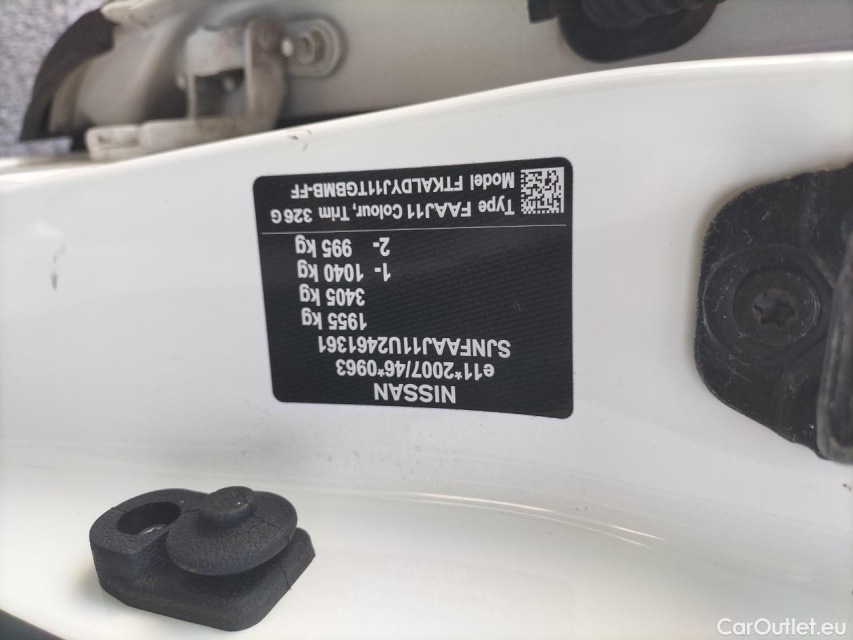 NISSAN
e11*2007/46*0963
SJNFAAJ11U2461361
1955 kg
3405 kg
1- 1040 kg
2- 995 kg
Type FAAJ11 Colour, Trim 326 G
Model FTKALDYJ11TGBMB-FF
CarOutlet.eu